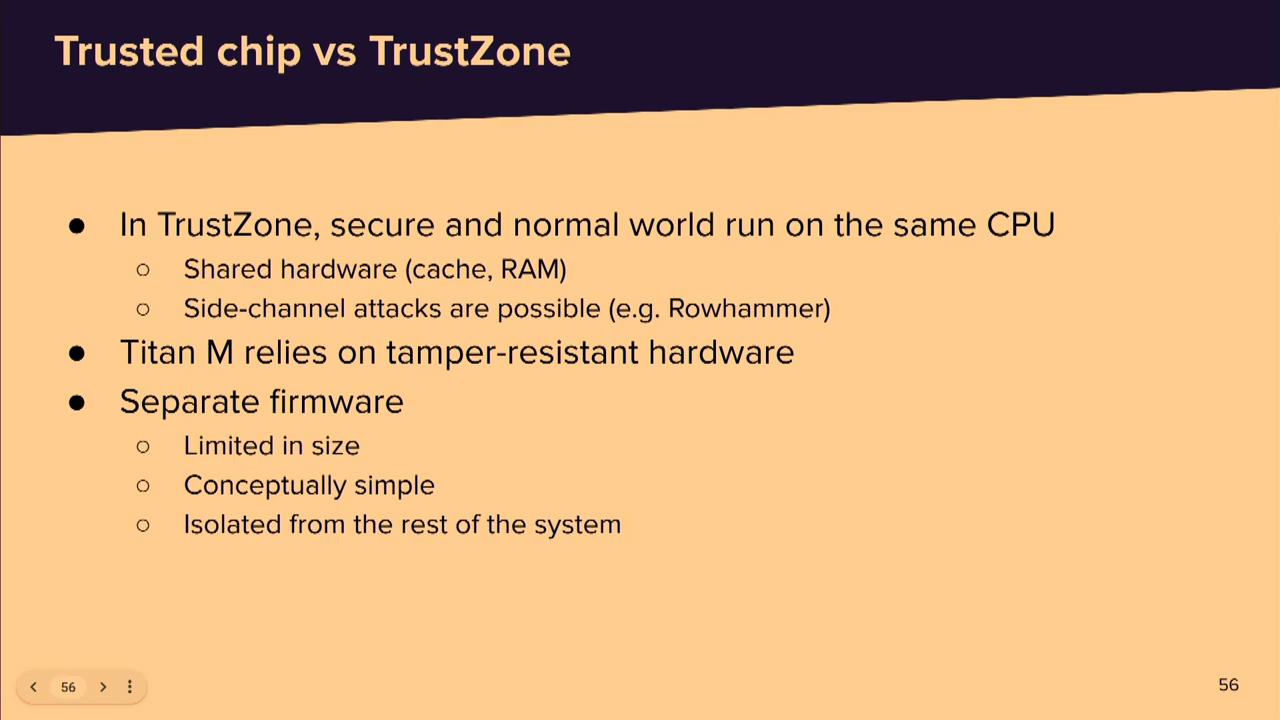 Trusted chip vs TrustZone
● In TrustZone, secure and normal world run on the same CPU
○ Shared hardware (cache, RAM)
○ Side-channel attacks are possible (e.g. Rowhammer)
● Titan M relies on tamper-resistant hardware
● Separate firmware
○ Limited in size
○ Conceptually simple
○ Isolated from the rest of the system
56
56